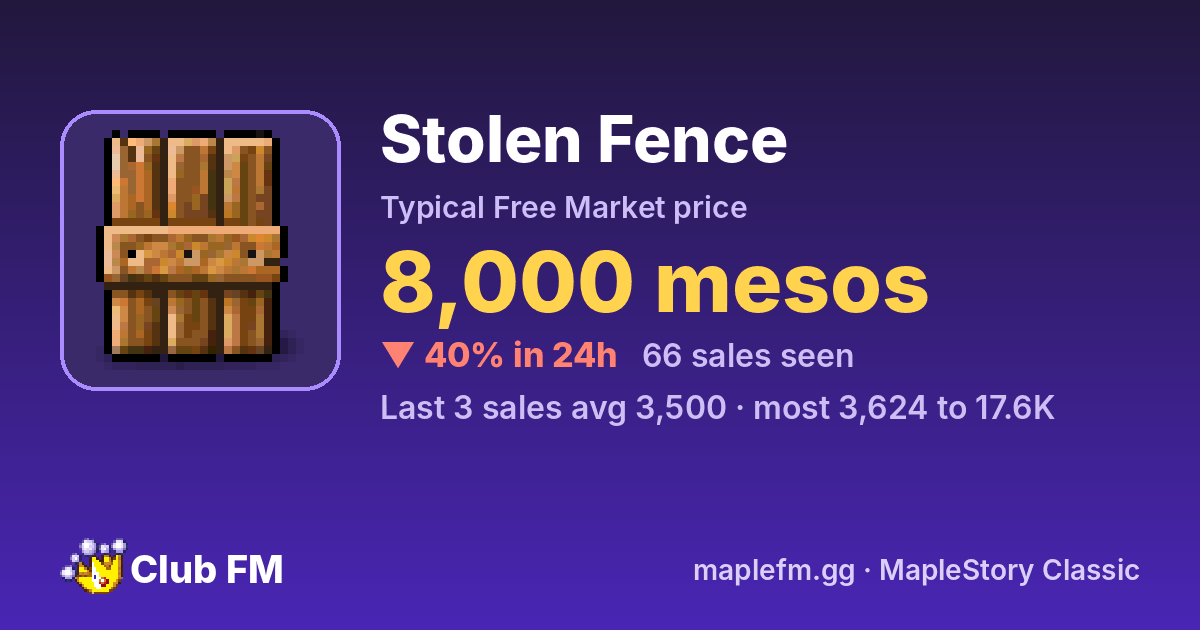 Stolen Fence
Typical Free Market price
8,000 mesos
▼ 40% in 24h 66 sales seen
Last 3 sales avg 3,500 · most 3,624 to 17.6K
Club FM
maplefm.gg · MapleStory Classic